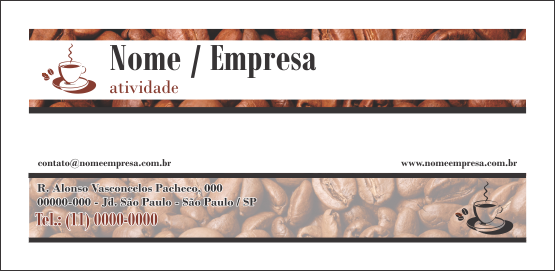 Nome / Empresa
atividade
contato@nomeempresa.com.br
www.nomeempresa.com.br
R. Alonso Vasconcelos Pacheco, 000
00000-000 - Jd. São Paulo - São Paulo / SP
Tel.: (11) 0000-0000